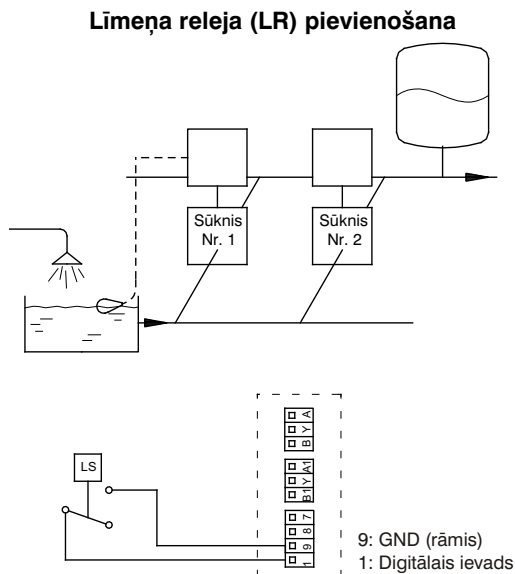 Līmeņa releja (LR) pievienošana
Sūknis
Nr. 1
Sūknis
Nr. 2
A
Y
B
A1
Y
B1
LS
7
8
9
1
9: GND (rāmis)
1: Digitālais ievads